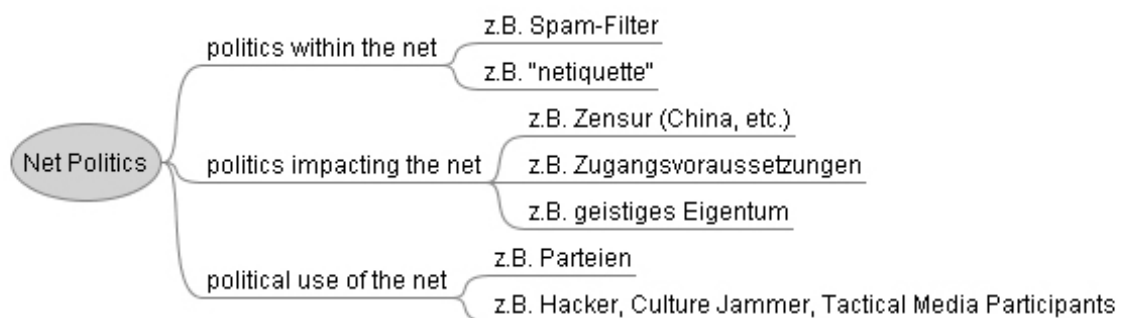 Net Politics
politics within the net
z.B. Spam-Filter
z.B. "netiquette"
politics impacting the net
z.B. Zensur (China, etc.)
z.B. Zugangsvoraussetzungen
z.B. geistiges Eigentum
political use of the net
z.B. Parteien
z.B. Hacker, Culture Jammer, Tactical Media Participants